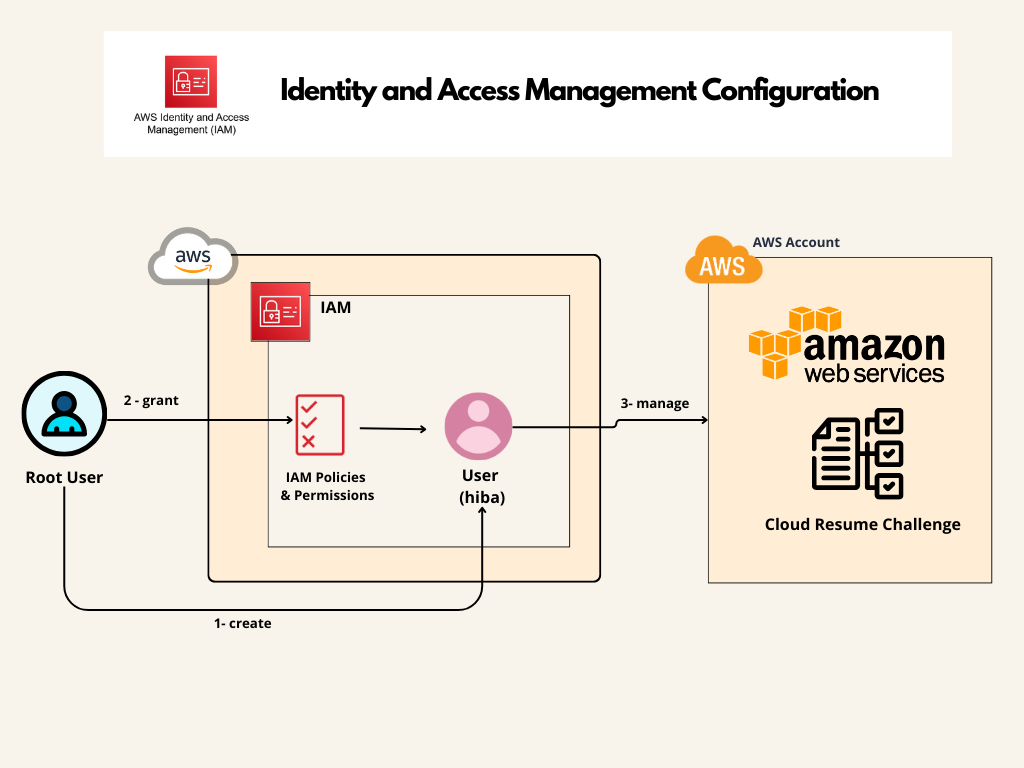 Identity and Access Management Configuration
AWS Identity and Access
Management (IAM)
aws
AWS
AWS Account
IAM
amazon
web services
2 - grant
3- manage
Root User
IAM Policies
& Permissions
User
(hiba)
Cloud Resume Challenge
1- create